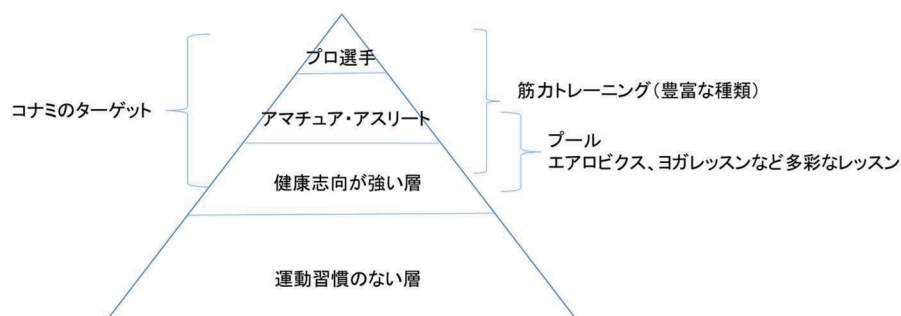 プロ選手
コナミのターゲット
アマチュア・アスリート
筋力トレーニング(豊富な種類)
プール
エアロビクス、ヨガレッスンなど多彩なレッスン
健康志向が強い層
運動習慣のない層